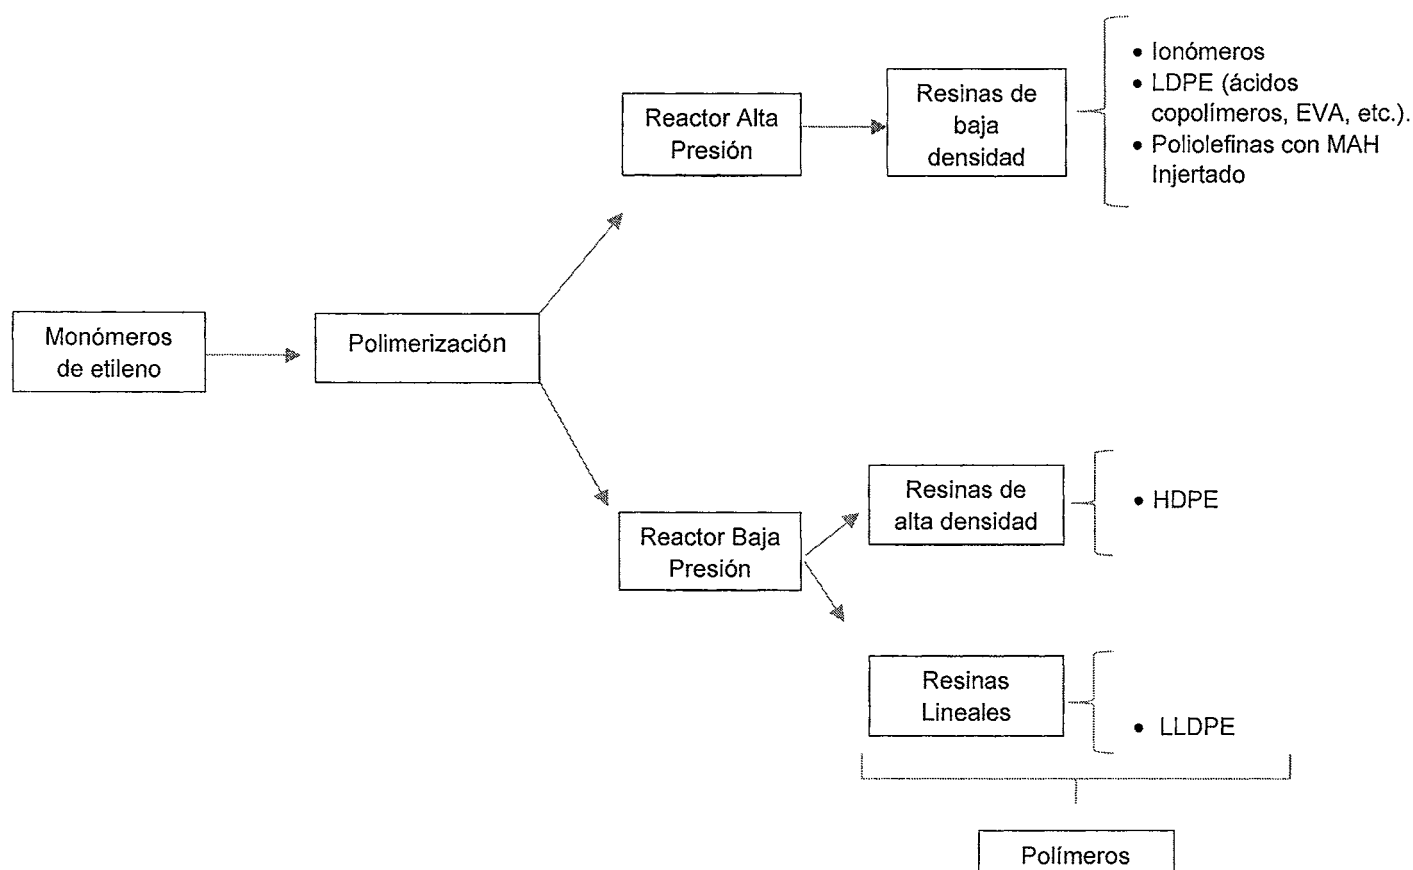 Monómeros
de etileno
Polimerización
Reactor Alta
Presión
Resinas de
baja
densidad
• Ionómeros
• LDPE (ácidos
copolímeros, EVA, etc.).
• Poliolefinas con MAH
Injertado
Reactor Baja
Presión
Resinas de
alta densidad
• HDPE
Resinas
Lineales
• LLDPE
Polímeros